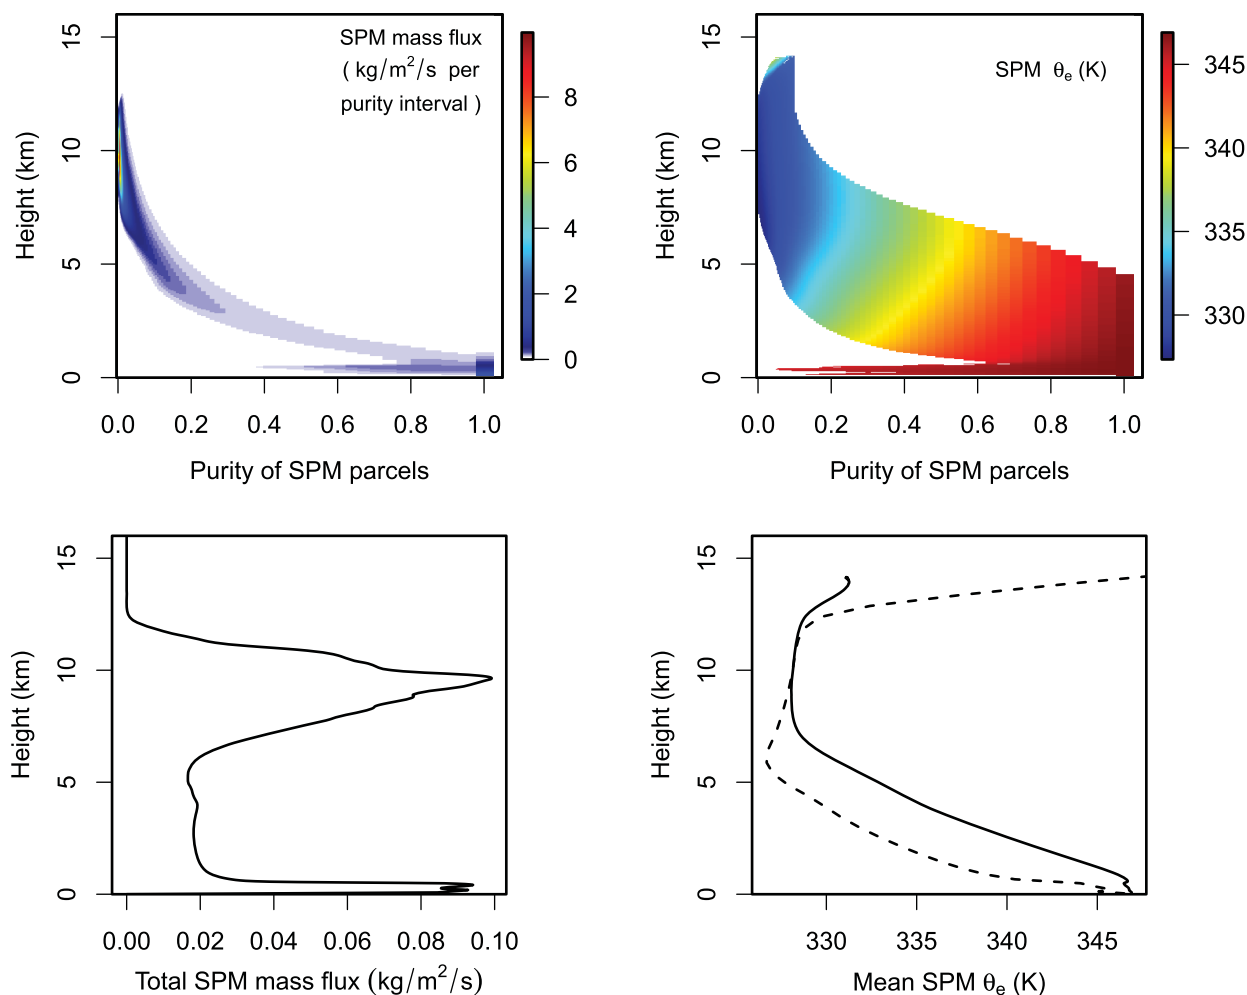 SPM mass flux
( kg/m²/s per
purity interval )
15
10
5
0
Height (km)
0.0 0.2 0.4 0.6 0.8 1.0
Purity of SPM parcels
8
6
4
2
0
SPM θₑ (K)
15
10
5
0
Height (km)
0.0 0.2 0.4 0.6 0.8 1.0
Purity of SPM parcels
345
340
335
330
15
10
5
0
Height (km)
0.00 0.02 0.04 0.06 0.08 0.10
Total SPM mass flux (kg/m²/s)
15
10
5
0
Height (km)
330 335 340 345
Mean SPM θₑ (K)